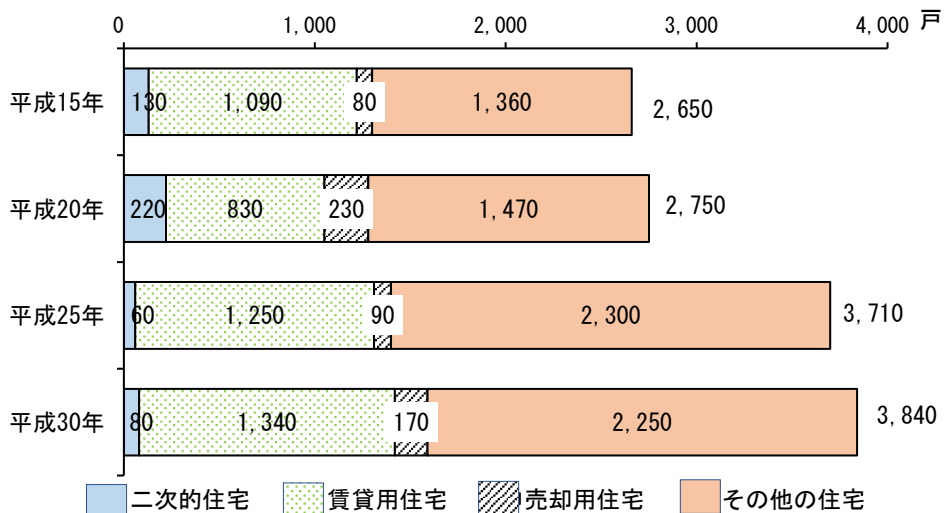 0 1,000 2,000 3,000 4,000 戸
平成15年 130 1,090 80 1,360 2,650
平成20年 220 830 230 1,470 2,750
平成25年 60 1,250 90 2,300 3,710
平成30年 80 1,340 170 2,250 3,840
二次的住宅 賃貸用住宅 売却用住宅 その他の住宅